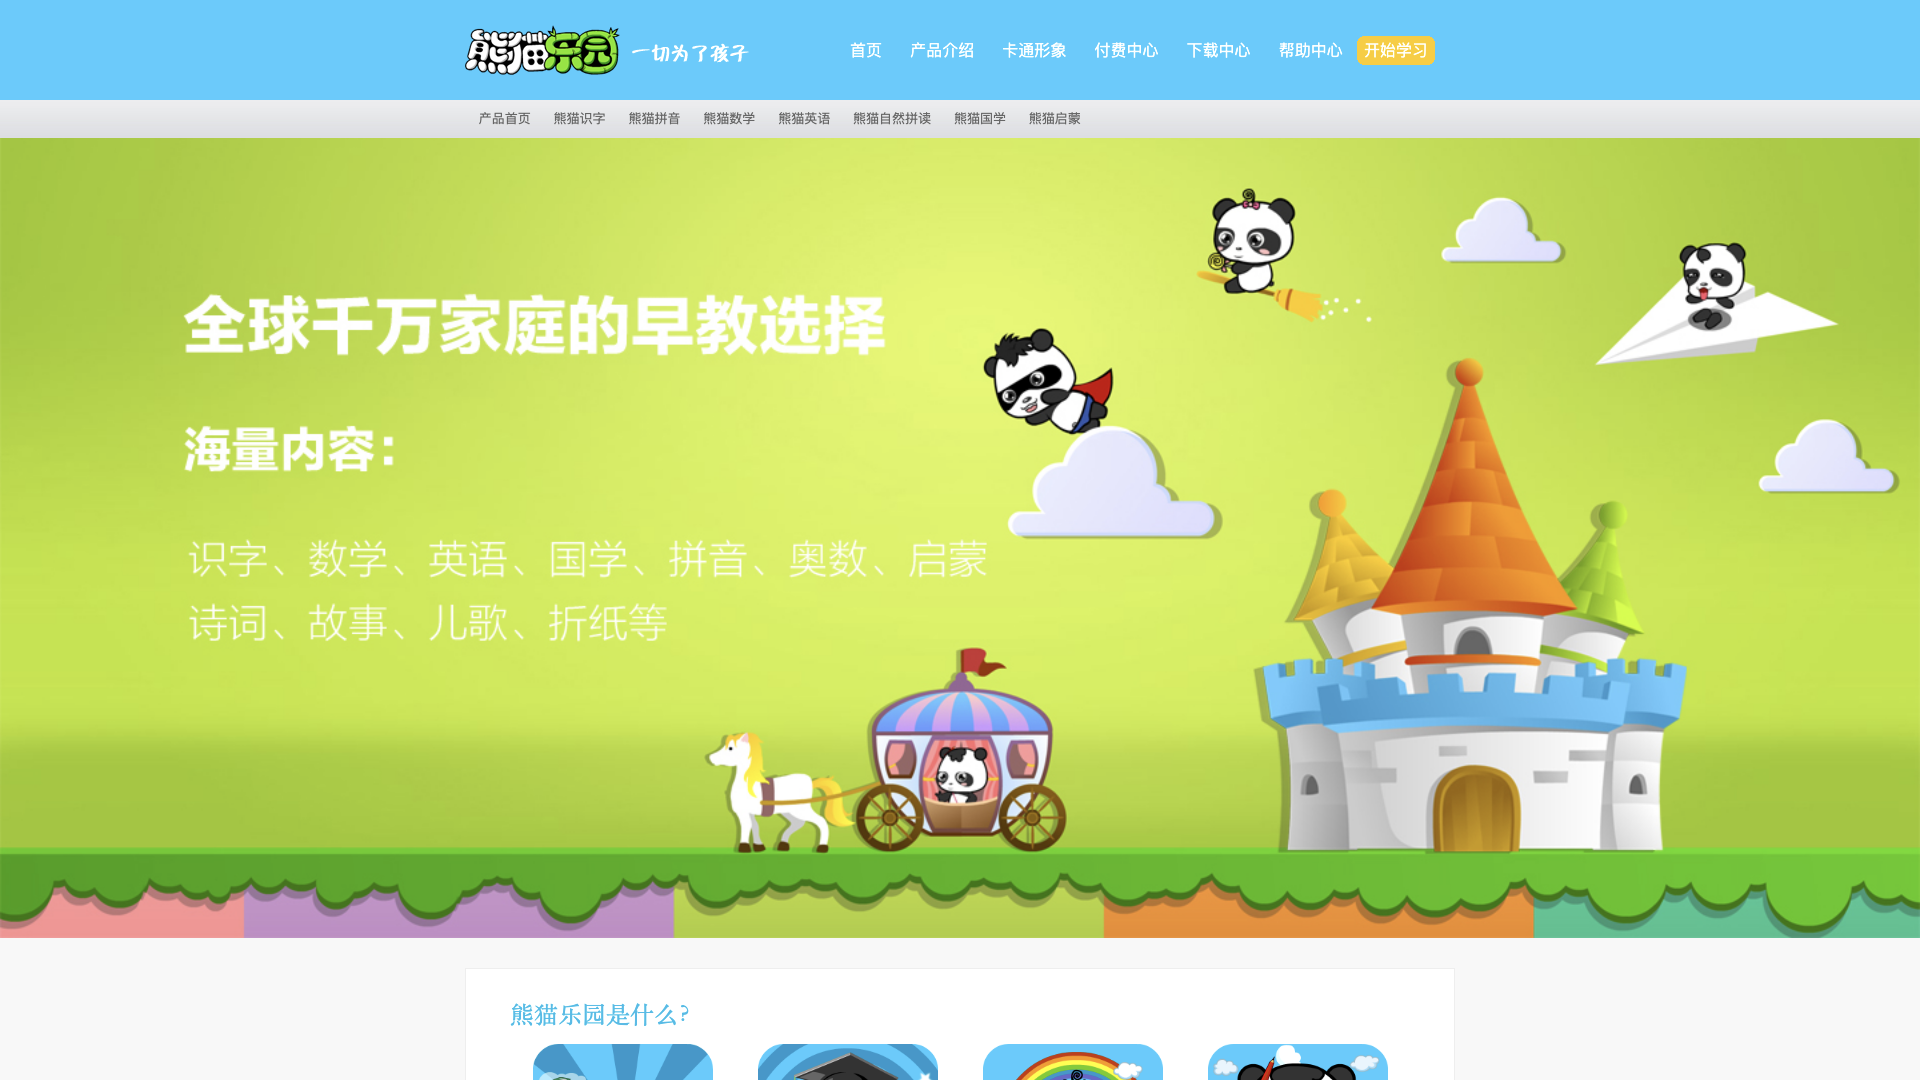 熊猫乐园 一切为了孩子
首页 产品介绍 卡通形象 付费中心 下载中心 帮助中心 开始学习
产品首页 熊猫识字 熊猫拼音 熊猫数学 熊猫英语 熊猫自然拼读 熊猫国学 熊猫启蒙
全球千万家庭的早教选择
海量内容：
识字、数学、英语、国学、拼音、奥数、启蒙
诗词、故事、儿歌、折纸等
熊猫乐园是什么?